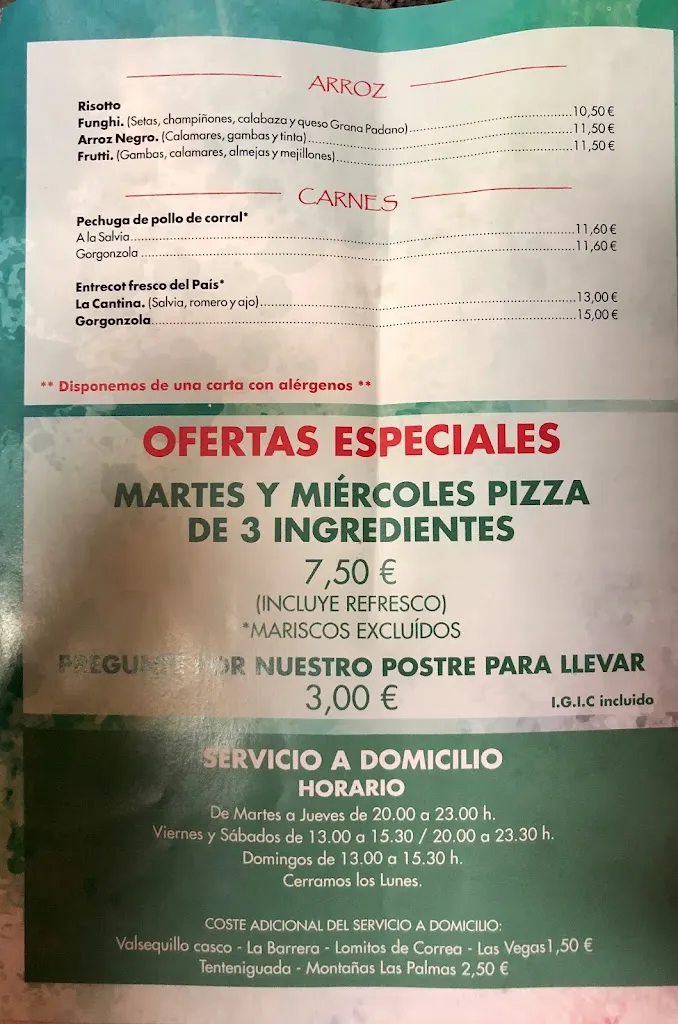 ARROZ
Risotto
Funghi. (Setas, champiñones, calabaza y queso Grana Padano)...10,50 €
Arroz Negro. (Calamares, gambas y tinta)...11,50 €
Frutti. (Gambas, calamares, almejas y mejillones)...11,50 €
CARNES
Pechuga de pollo de corral*
A la Salvia...11,60 €
Gorgonzola...11,60 €
Entrecot fresco del País*
La Cantina. (Salvia, romero y ajo)...13,00 €
Gorgonzola...15,00 €
** Disponemos de una carta con alérgenos **
OFERTAS ESPECIALES
MARTES Y MIÉRCOLES PIZZA
DE 3 INGREDIENTES
7,50 €
(INCLUYE REFRESCO)
*MARISCOS EXCLUÍDOS
NUESTRO POSTRE PARA LLEVAR
3,00 €
I.G.I.C incluido
SERVICIO A DOMICILIO
HORARIO
De Martes a Jueves de 20.00 a 23.00 h.
Viernes y Sábados de 13.00 a 15.30 / 20.00 a 23.30 h.
Domingos de 13.00 a 15.30 h.
Cerramos los Lunes.
COSTE ADICIONAL DEL SERVICIO A DOMICILIO:
Valsequillo casco - La Barrera - Lomitos de Correa - Las Vegas1,50 €
Tenteniguada - Montañas Las Palmas 2,50 €